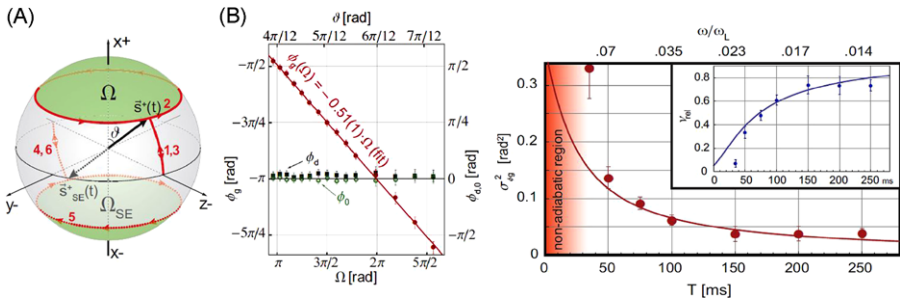 (A)
x+
Ω
s⃗⁺(t)
2
ϑ
4,6
1,3
s⃗⁺SE(t)
ΩSE
y-
z-
5
x-
(B)
ϑ [rad]
4π/12 5π/12 6π/12 7π/12
ϕg [rad]
−π/2
−3π/4
−π
−5π/4
ϕg(Ω) = − 0.51(1)·Ω (fit)
ϕd
ϕ0
π/2
π/4
0
−π/2
ϕd,0 [rad]
π 3π/2 2π 5π/2
Ω [rad]
ω/ωL
.07 .035 .023 .017 .014
σ²ϕg [rad²]
0.3
0.2
0.1
0
non-adiabatic region
νrel
0.8
0.6
0.4
0.2
0.0
0 50 100 150 200 250 ms
0 50 100 150 200 250
T [ms]